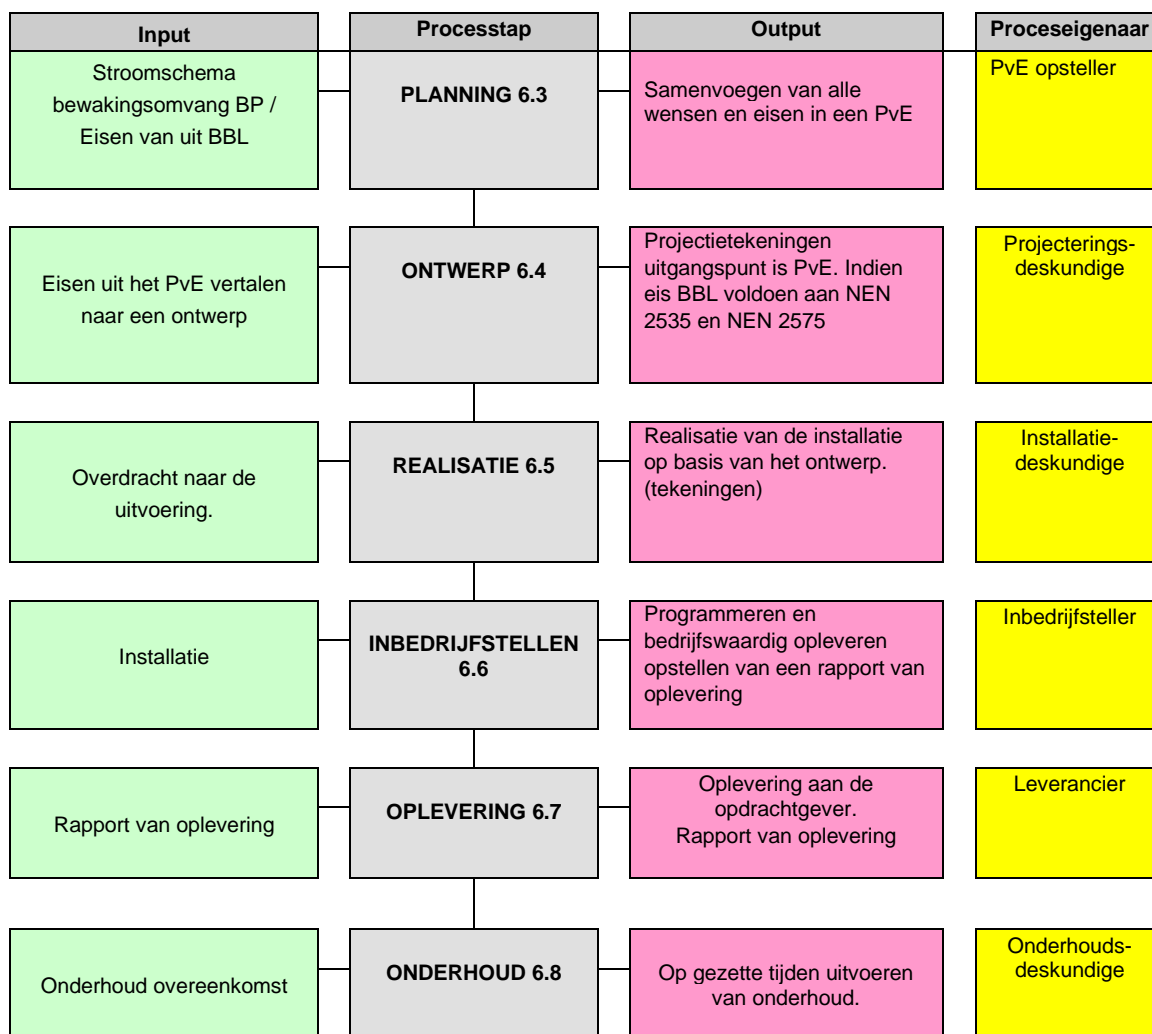 Input
Processtap
Output
Proceseigenaar
Stroomschema
bewakingsomvang BP /
Eisen van uit BBL
PLANNING 6.3
Samenvoegen van alle
wensen en eisen in een PvE
PvE opsteller
Eisen uit het PvE vertalen
naar een ontwerp
ONTWERP 6.4
Projectietekeningen
uitgangspunt is PvE. Indien
eis BBL voldoen aan NEN
2535 en NEN 2575
Projecterings-
deskundige
Overdracht naar de
uitvoering.
REALISATIE 6.5
Realisatie van de installatie
op basis van het ontwerp.
(tekeningen)
Installatie-
deskundige
Installatie
INBEDRIJFSTELLEN
6.6
Programmeren en
bedrijfswaardig opleveren
opstellen van een rapport van
oplevering
Inbedrijfsteller
Rapport van oplevering
OPLEVERING 6.7
Oplevering aan de
opdrachtgever.
Rapport van oplevering
Leverancier
Onderhoud overeenkomst
ONDERHOUD 6.8
Op gezette tijden uitvoeren
van onderhoud.
Onderhouds-
deskundige